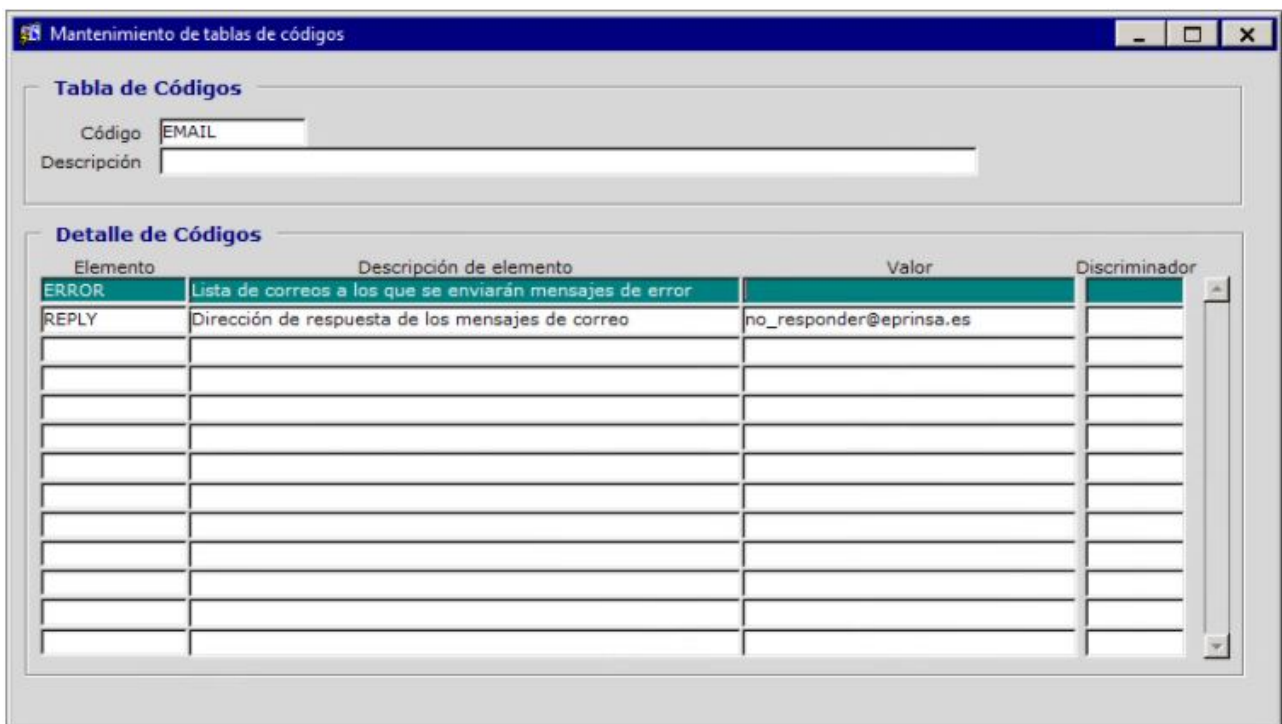 Mantenimiento de tablas de códigos
Tabla de Códigos
Código EMAIL
Descripción
Detalle de Códigos
Elemento Descripción de elemento Valor Discriminador
ERROR Lista de correos a los que se enviarán mensajes de error
REPLY Dirección de respuesta de los mensajes de correo no_responder@eprinsa.es